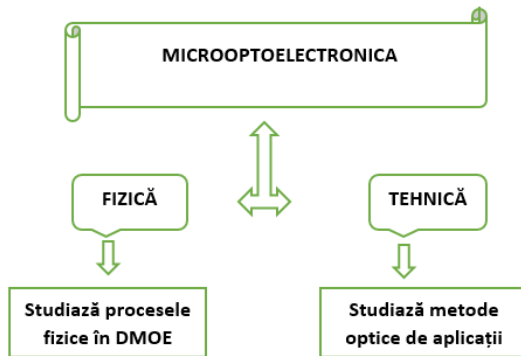 MICROOPTOELECTRONICA
FIZICĂ
TEHNICĂ
Studiază procesele
fizice în DMOE
Studiază metode
optice de aplicații